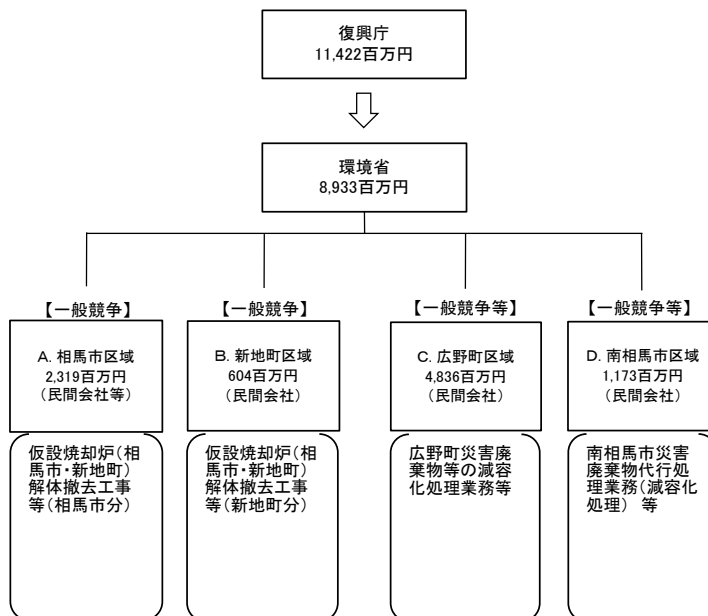 復興庁
11,422百万円
環境省
8,933百万円
【一般競争】
A. 相馬市区域
2,319百万円
(民間会社等)
仮設焼却炉(相
馬市・新地町)
解体撤去工事
等(相馬市分)
【一般競争】
B. 新地町区域
604百万円
(民間会社)
仮設焼却炉(相
馬市・新地町)
解体撤去工事
等(新地町分)
【一般競争等】
C. 広野町区域
4,836百万円
(民間会社)
広野町災害廃
棄物等の減容
化処理業務等
【一般競争等】
D. 南相馬市区域
1,173百万円
(民間会社)
南相馬市災害
廃棄物代行処
理業務(減容化
処理) 等